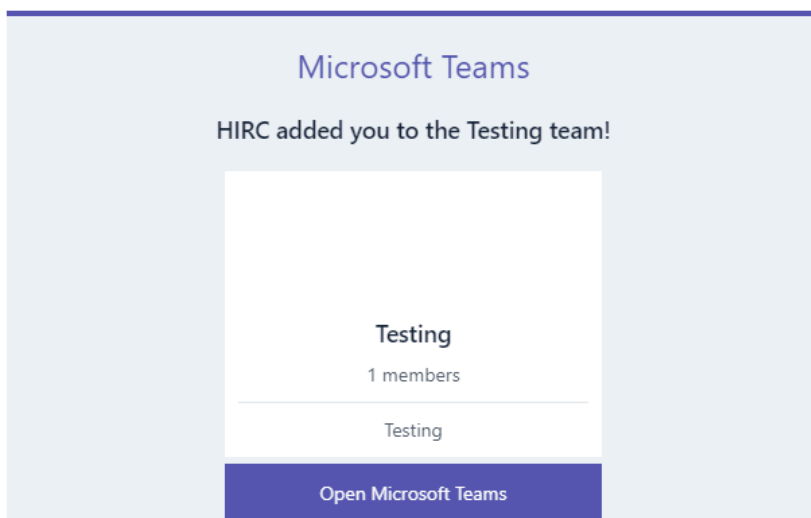 Microsoft Teams
HIRC added you to the Testing team!
Testing
1 members
Testing
Open Microsoft Teams